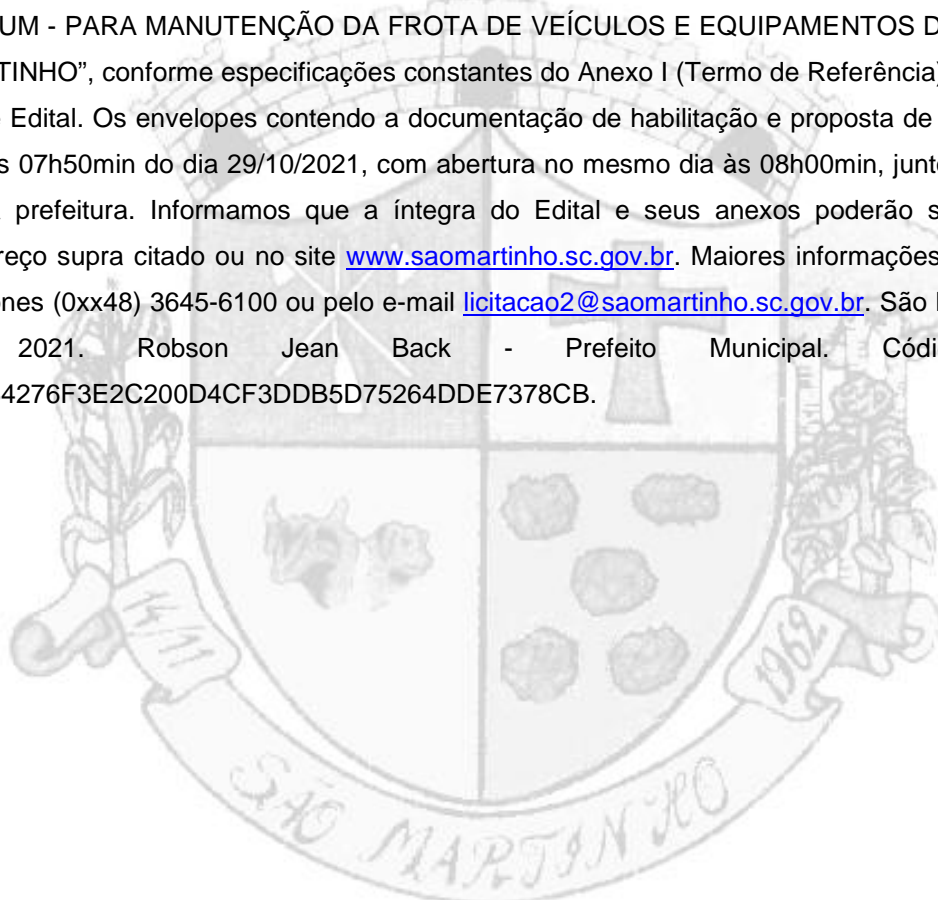 UM - PARA MANUTENÇÃO DA FROTA DE VEÍCULOS E EQUIPAMENTOS
TINHO”, conforme especificações constantes do Anexo I (Termo de Referência)
Edital. Os envelopes contendo a documentação de habilitação e proposta de
s 07h50min do dia 29/10/2021, com abertura no mesmo dia às 08h00min, junt
prefeitura. Informamos que a íntegra do Edital e seus anexos poderão s
reço supra citado ou no site www.saomartinho.sc.gov.br. Maiores informações
nes (0xx48) 3645-6100 ou pelo e-mail licitacao2@saomartinho.sc.gov.br. São
2021. Robson Jean Back - Prefeito Municipal. Códi
4276F3E2C200D4CF3DDB5D75264DDE7378CB.
14/11
1962
SÃO MARTINHO